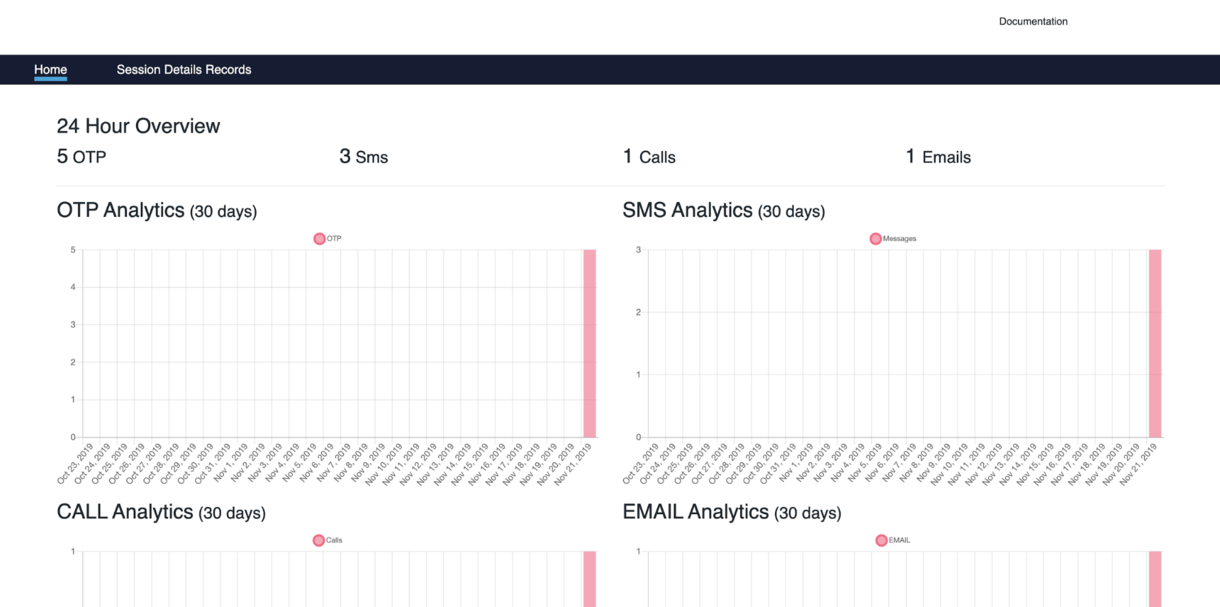 Documentation
Home Session Details Records
24 Hour Overview
5 OTP 3 Sms 1 Calls 1 Emails
OTP Analytics (30 days)
OTP
5
4
3
2
1
0
Oct 23, 2019 Oct 24, 2019 Oct 25, 2019 Oct 26, 2019 Oct 27, 2019 Oct 28, 2019 Oct 29, 2019 Oct 30, 2019 Oct 31, 2019 Nov 1, 2019 Nov 2, 2019 Nov 3, 2019 Nov 4, 2019 Nov 5, 2019 Nov 6, 2019 Nov 7, 2019 Nov 8, 2019 Nov 9, 2019 Nov 10, 2019 Nov 11, 2019 Nov 12, 2019 Nov 13, 2019 Nov 14, 2019 Nov 15, 2019 Nov 16, 2019 Nov 17, 2019 Nov 18, 2019 Nov 19, 2019 Nov 20, 2019 Nov 21, 2019
SMS Analytics (30 days)
Messages
3
2
1
0
Oct 23, 2019 Oct 24, 2019 Oct 25, 2019 Oct 26, 2019 Oct 27, 2019 Oct 28, 2019 Oct 29, 2019 Oct 30, 2019 Oct 31, 2019 Nov 1, 2019 Nov 2, 2019 Nov 3, 2019 Nov 4, 2019 Nov 5, 2019 Nov 6, 2019 Nov 7, 2019 Nov 8, 2019 Nov 9, 2019 Nov 10, 2019 Nov 11, 2019 Nov 12, 2019 Nov 13, 2019 Nov 14, 2019 Nov 15, 2019 Nov 16, 2019 Nov 17, 2019 Nov 18, 2019 Nov 19, 2019 Nov 20, 2019 Nov 21, 2019
CALL Analytics (30 days)
Calls
1
EMAIL Analytics (30 days)
EMAIL
1